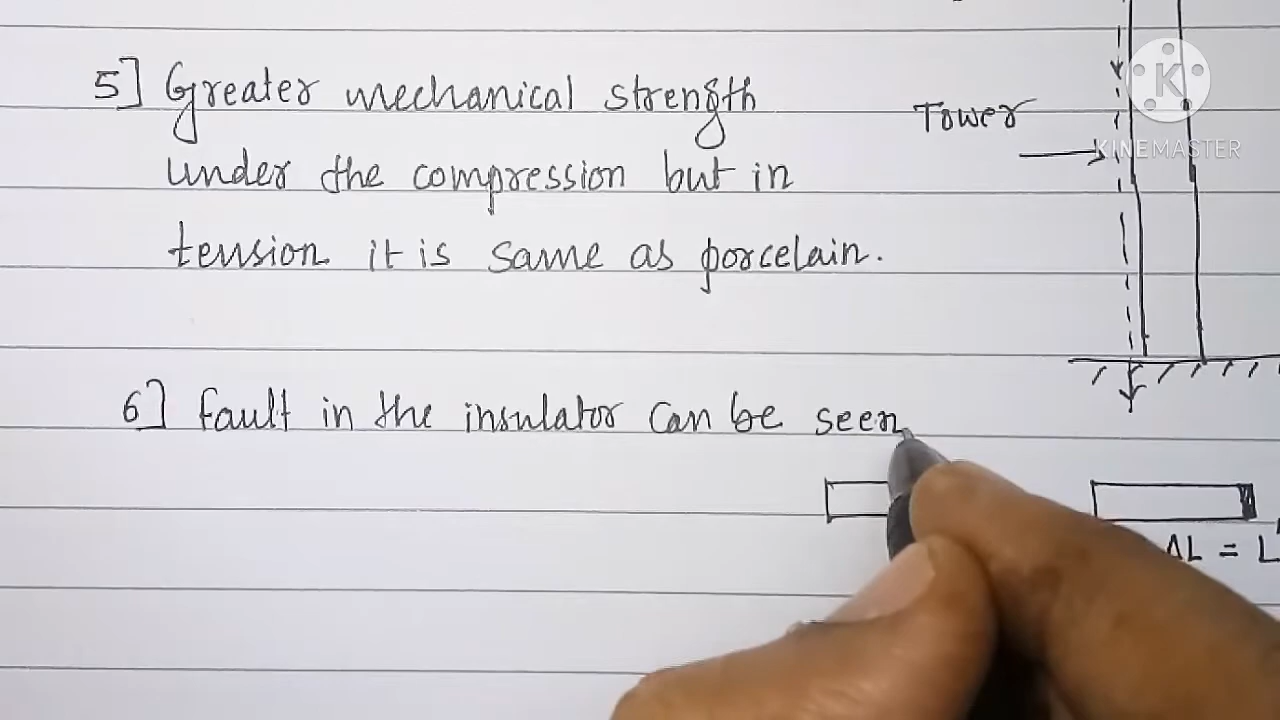 5] Greater mechanical strength
under the compression but in
tension it is same as porcelain.
Tower
K
KINEMASTER
6] Fault in the insulator can be seen
ΔL = L